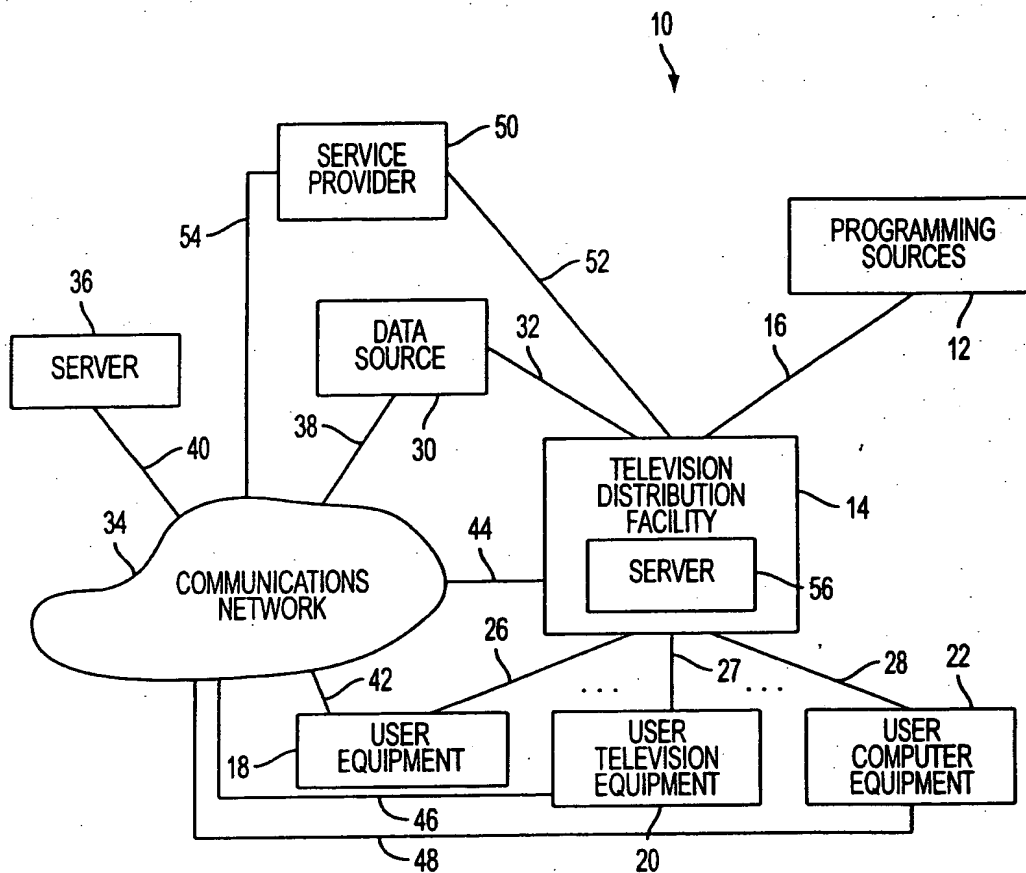 10
SERVICE
PROVIDER
50
54
52
PROGRAMMING
SOURCES
12
16
36
SERVER
40
DATA
SOURCE
32
38
30
TELEVISION
DISTRIBUTION
FACILITY
14
SERVER
56
34
COMMUNICATIONS
NETWORK
44
26
27
28
22
...
...
42
18
USER
EQUIPMENT
USER
TELEVISION
EQUIPMENT
USER
COMPUTER
EQUIPMENT
46
48
20